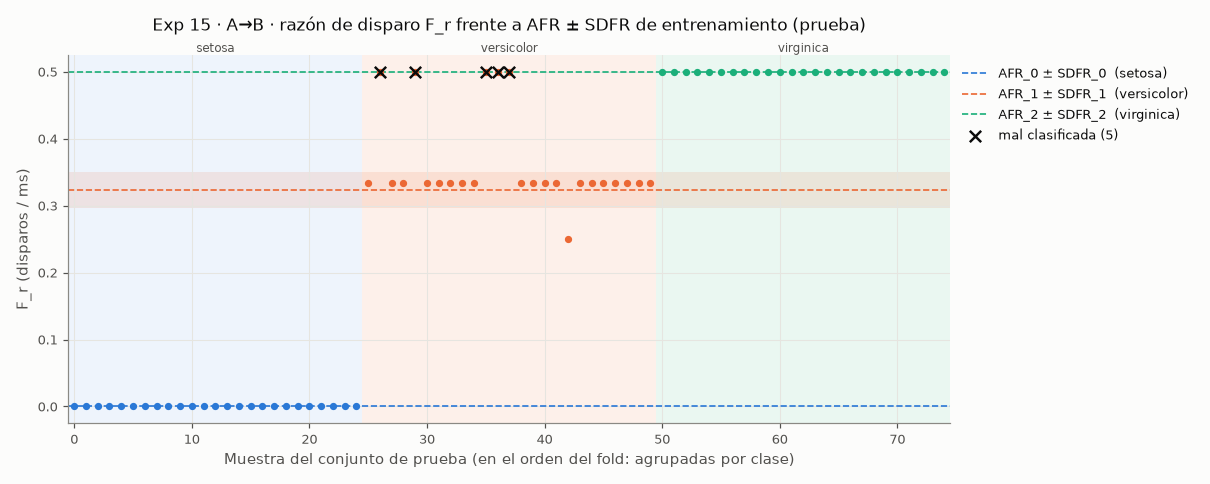 Exp 15 · A→B · razón de disparo F_r frente a AFR ± SDFR de entrenamiento (prueba)
setosa versicolor virginica
0.5
0.4
0.3
0.2
0.1
0.0
F_r (disparos / ms)
0 10 20 30 40 50 60 70
Muestra del conjunto de prueba (en el orden del fold: agrupadas por clase)
AFR_0 ± SDFR_0 (setosa)
AFR_1 ± SDFR_1 (versicolor)
AFR_2 ± SDFR_2 (virginica)
mal clasificada (5)